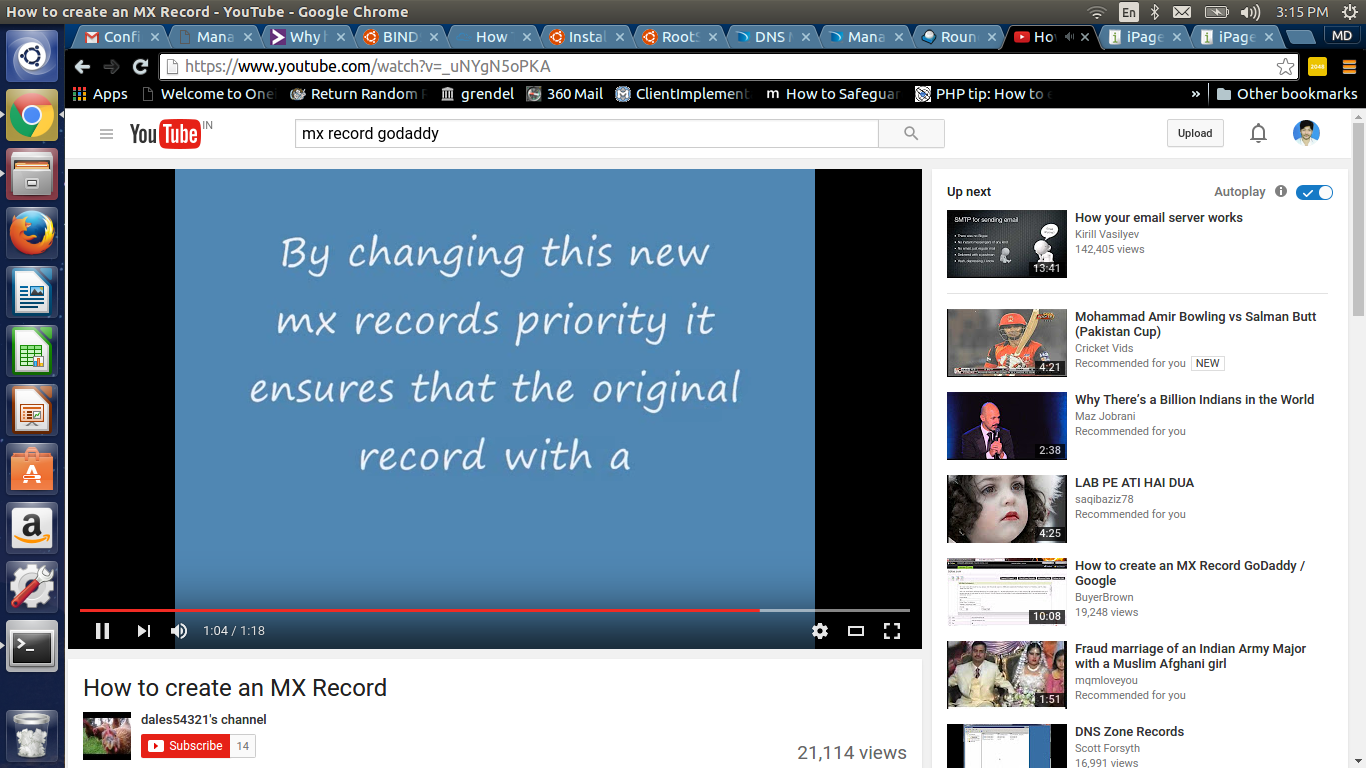 How to create an MX Record - YouTube - Google Chrome
En
3:15 PM
Confi
Mana
Why h
BIND
How T
Instal
RootS
DNS M
Mana
Roun
Ho
iPage
iPage
MD
https://www.youtube.com/watch?v=_uNYgN5oPKA
Apps
Welcome to One
Return Random
grendel
360 Mail
ClientImplement
How to Safegua
PHP tip: How to
»
Other bookmarks
YouTube IN
mx record godaddy
Upload
By changing this new
mx records priority it
ensures that the original
record with a
1:04 / 1:18
How to create an MX Record
dales54321's channel
Subscribe 14
21,114 views
Up next
Autoplay
SMTP for sending email
13:41
How your email server works
Kirill Vasilyev
142,405 views
4:21
Mohammad Amir Bowling vs Salman Butt
(Pakistan Cup)
Cricket Vids
Recommended for you NEW
2:38
Why There's a Billion Indians in the World
Maz Jobrani
Recommended for you
4:25
LAB PE ATI HAI DUA
saqibaziz78
Recommended for you
10:08
How to create an MX Record GoDaddy /
Google
BuyerBrown
19,248 views
1:51
Fraud marriage of an Indian Army Major
with a Muslim Afghani girl
mqmloveyou
Recommended for you
DNS Zone Records
Scott Forsyth
16,991 views